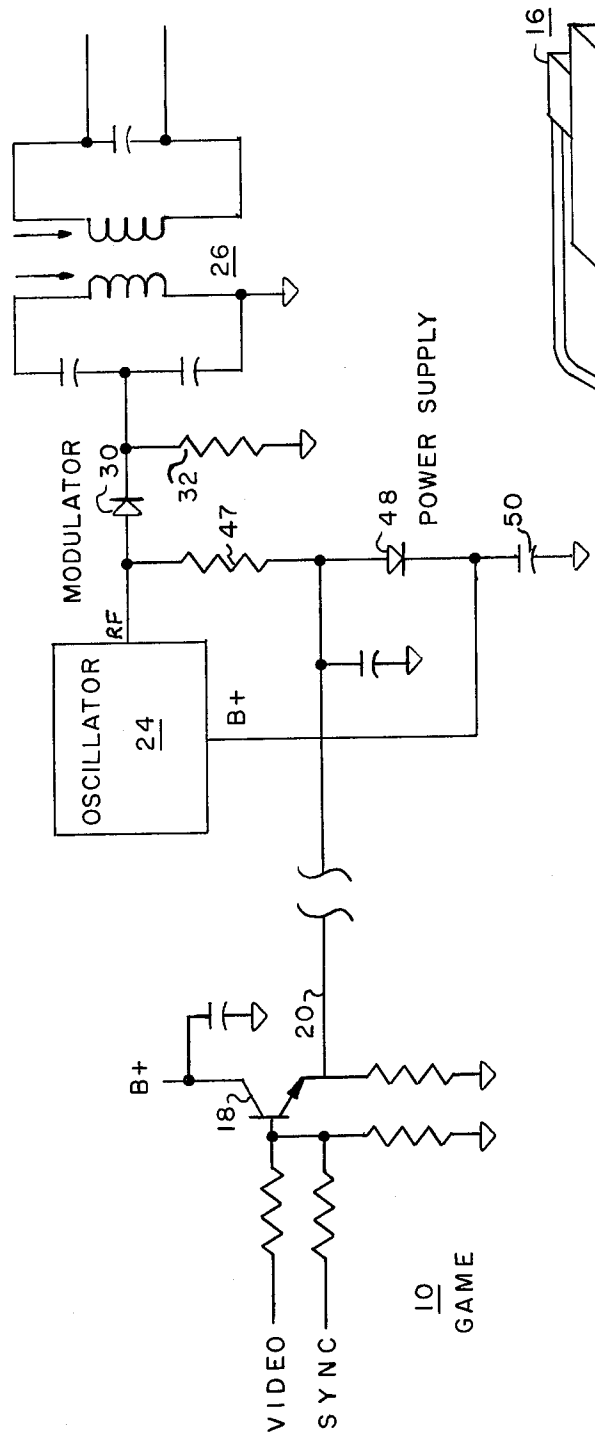 16
26
MODULATOR
30
32
RF
OSCILLATOR
24
B+
47
48
POWER SUPPLY
50
B+
18
20
VIDEO
SYNC
10
GAME